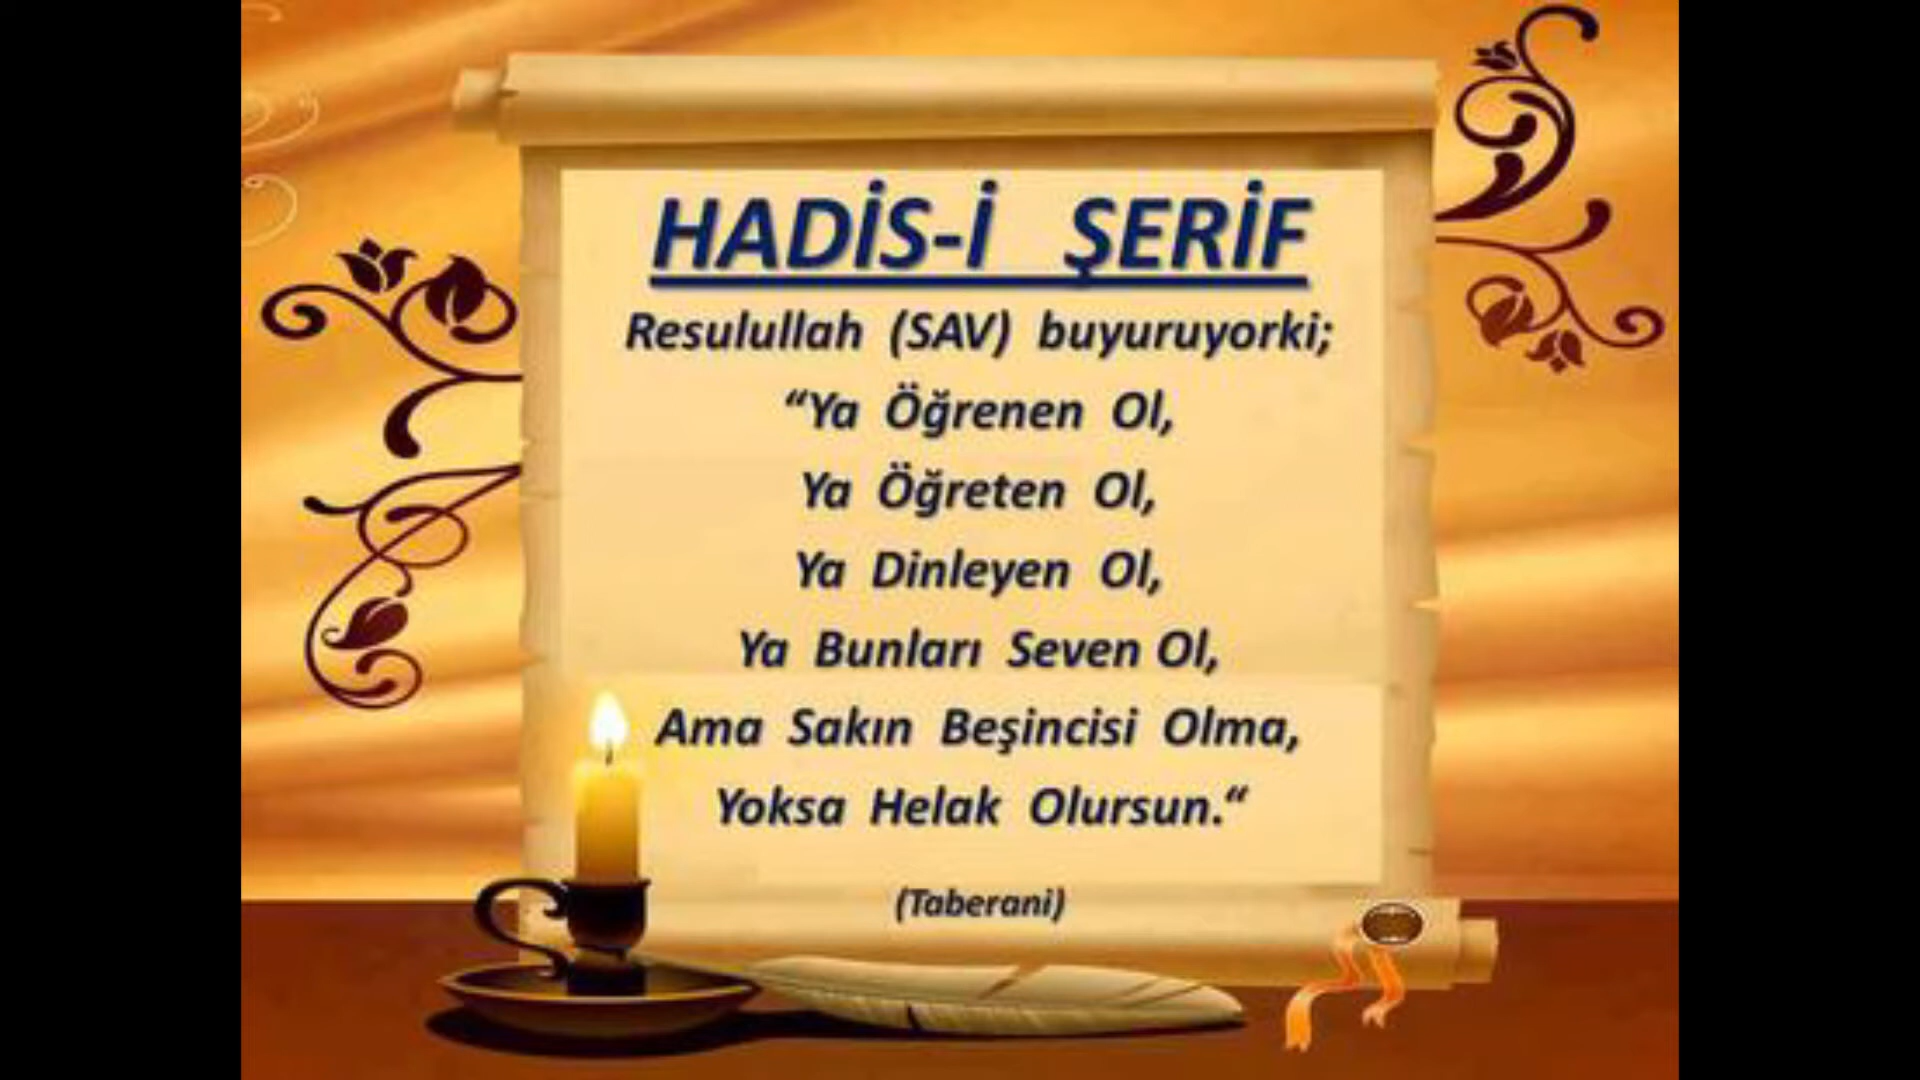 HADİS-İ ŞERİF
Resulullah (SAV) buyuruyorki;
“Ya Öğrenen Ol,
Ya Öğreten Ol,
Ya Dinleyen Ol,
Ya Bunları Seven Ol,
Ama Sakın Beşincisi Olma,
Yoksa Helak Olursun.“
(Taberani)